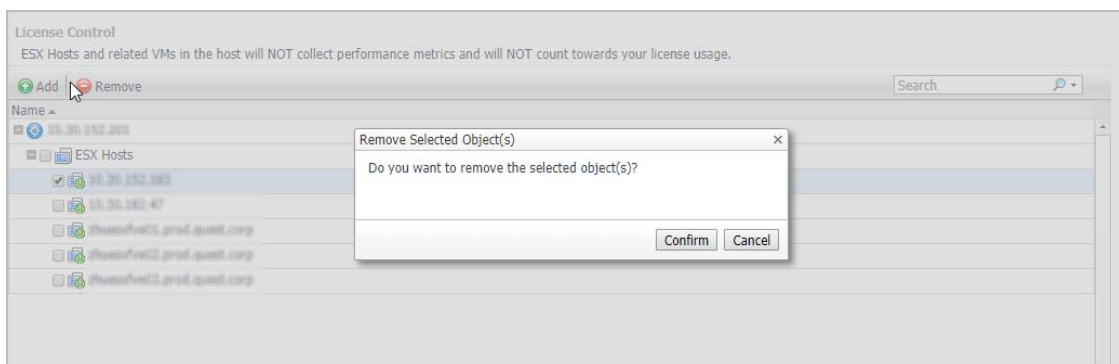 License Control
ESX Hosts and related VMs in the host will NOT collect performance metrics and will NOT count towards your license usage.
Add Remove Search
Name
Remove Selected Object(s)
ESX Hosts
Do you want to remove the selected object(s)?
Confirm Cancel